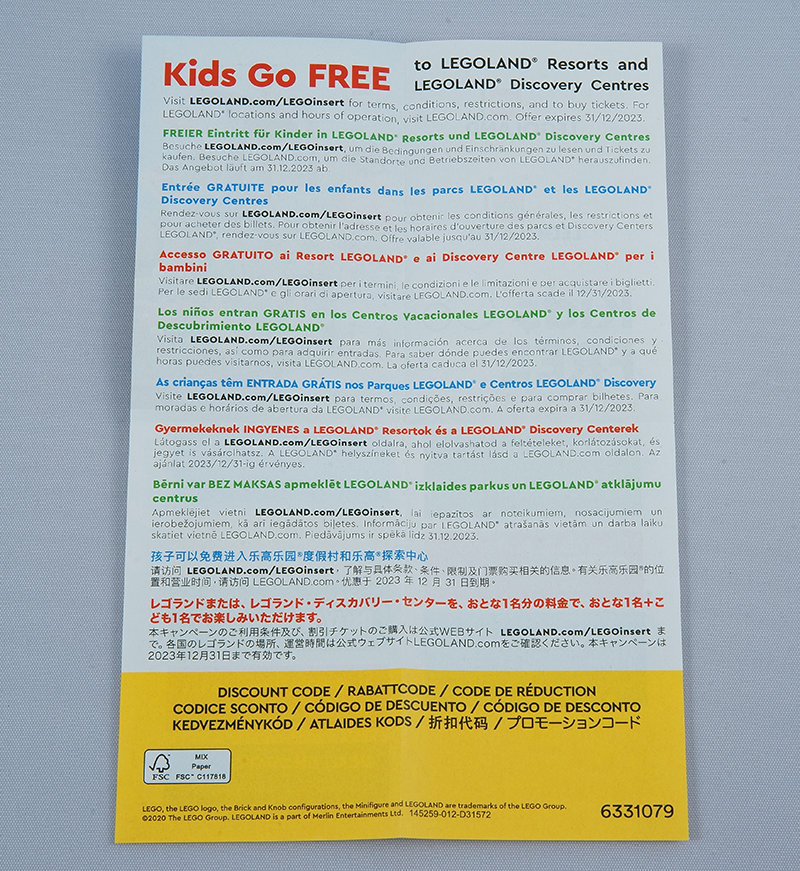 Kids Go FREE to LEGOLAND® Resorts and
LEGOLAND® Discovery Centres
Visit LEGOLAND.com/LEGOinsert for terms, conditions, restrictions, and to buy tickets. For
LEGOLAND® locations and hours of operation, visit LEGOLAND.com. Offer expires 31/12/2023.
FREIER Eintritt für Kinder in LEGOLAND® Resorts und LEGOLAND® Discovery Centres
Besuche LEGOLAND.com/LEGOinsert, um die Bedingungen und Einschränkungen zu lesen und Tickets zu
kaufen. Besuche LEGOLAND.com, um die Standorte und Betriebszeiten von LEGOLAND® herauszufinden.
Das Angebot läuft am 31.12.2023 ab.
Entrée GRATUITE pour les enfants dans les parcs LEGOLAND® et les LEGOLAND®
Discovery Centres
Rendez-vous sur LEGOLAND.com/LEGOinsert pour obtenir les conditions générales, les restrictions et
pour acheter des billets. Pour obtenir l'adresse et les horaires d'ouverture des parcs et Discovery Centers
LEGOLAND®, rendez-vous sur LEGOLAND.com. Offre valable jusqu'au 31/12/2023.
Accesso GRATUITO ai Resort LEGOLAND® e ai Discovery Centre LEGOLAND® per i
bambini
Visitare LEGOLAND.com/LEGOinsert per i termini, le condizioni e le limitazioni e per acquistare i biglietti.
Per le sedi LEGOLAND® e gli orari di apertura, visitare LEGOLAND.com. L'offerta scade il 12/31/2023.
Los niños entran GRATIS en los Centros Vacacionales LEGOLAND® y los Centros de
Descubrimiento LEGOLAND®
Visita LEGOLAND.com/LEGOinsert para más información acerca de los términos, condiciones y
restricciones, así como para adquirir entradas. Para saber dónde puedes encontrar LEGOLAND® y a qué
horas puedes visitarnos, visita LEGOLAND.com. La oferta caduca el 31/12/2023.
As crianças têm ENTRADA GRÁTIS nos Parques LEGOLAND® e Centros LEGOLAND® Discovery
Visite LEGOLAND.com/LEGOinsert para termos, condições, restrições e para comprar bilhetes. Para
moradas e horários de abertura da LEGOLAND® visite LEGOLAND.com. A oferta expira a 31/12/2023.
Gyermekeknek INGYENES a LEGOLAND® Resortok és a LEGOLAND® Discovery Centerek
Látogass el a LEGOLAND.com/LEGOinsert oldalra, ahol elolvashatod a feltételeket, korlátozásokat, és
jegyet is vásárolhatsz. A LEGOLAND® helyszíneket és nyitva tartást lásd a LEGOLAND.com oldalon. Az
ajánlat 2023/12/31-ig érvényes.
Bērni var BEZ MAKSAS apmeklēt LEGOLAND® izklaides parkus un LEGOLAND® atklājumu
centrus
Apmeklējiet vietni LEGOLAND.com/LEGOinsert, lai iepazītos ar noteikumiem, nosacījumiem un
ierobežojumiem, kā arī iegādātos biļetes. Informāciju par LEGOLAND® atrašanās vietām un darba laiku
skatiet vietnē LEGOLAND.com. Piedāvājums ir spēkā līdz 31.12.2023.
孩子可以免费进入乐高乐园®度假村和乐高®探索中心
请访问 LEGOLAND.com/LEGOinsert，了解与具体条款、条件、限制及门票购买相关的信息。有关乐高乐园®的位
置和营业时间，请访问 LEGOLAND.com。优惠于 2023 年 12 月 31 日到期。
レゴランドまたは、レゴランド・ディスカバリー・センターを、おとな1名分の料金で、おとな1名＋こ
ども1名でお楽しみいただけます。
本キャンペーンのご利用条件及び、割引チケットのご購入は公式WEBサイト LEGOLAND.com/LEGOinsert ま
で。各国のレゴランドの場所、運営時間は公式ウェブサイトLEGOLAND.comをご確認ください。本キャンペーンは
2023年12月31日まで有効です。
DISCOUNT CODE / RABATTCODE / CODE DE RÉDUCTION
CODICE SCONTO / CÓDIGO DE DESCUENTO / CÓDIGO DE DESCONTO
KEDVEZMÉNYKÓD / ATLAIDES KODS / 折扣代码 / プロモーションコード
FSC
MIX
Paper
FSC™ C117818
LEGO, the LEGO logo, the Brick and Knob configurations, the Minifigure and LEGOLAND are trademarks of the LEGO Group.
©2020 The LEGO Group. LEGOLAND is a part of Merlin Entertainments Ltd. 145259-012-D31572
6331079